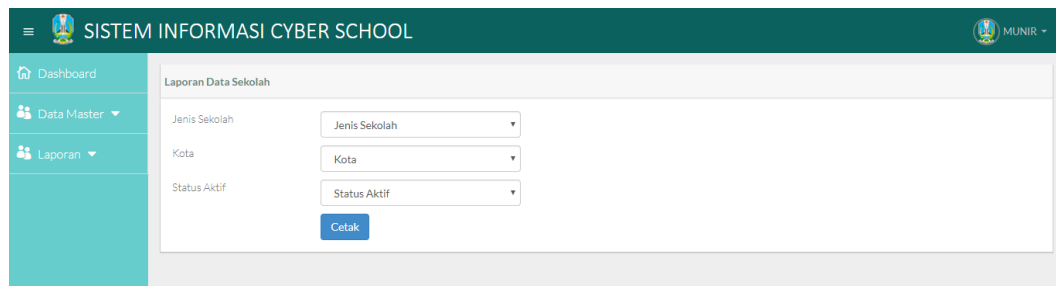 SISTEM INFORMASI CYBER SCHOOL
MUNIR
Dashboard
Data Master
Laporan
Laporan Data Sekolah
Jenis Sekolah
Jenis Sekolah
Kota
Kota
Status Aktif
Status Aktif
Cetak